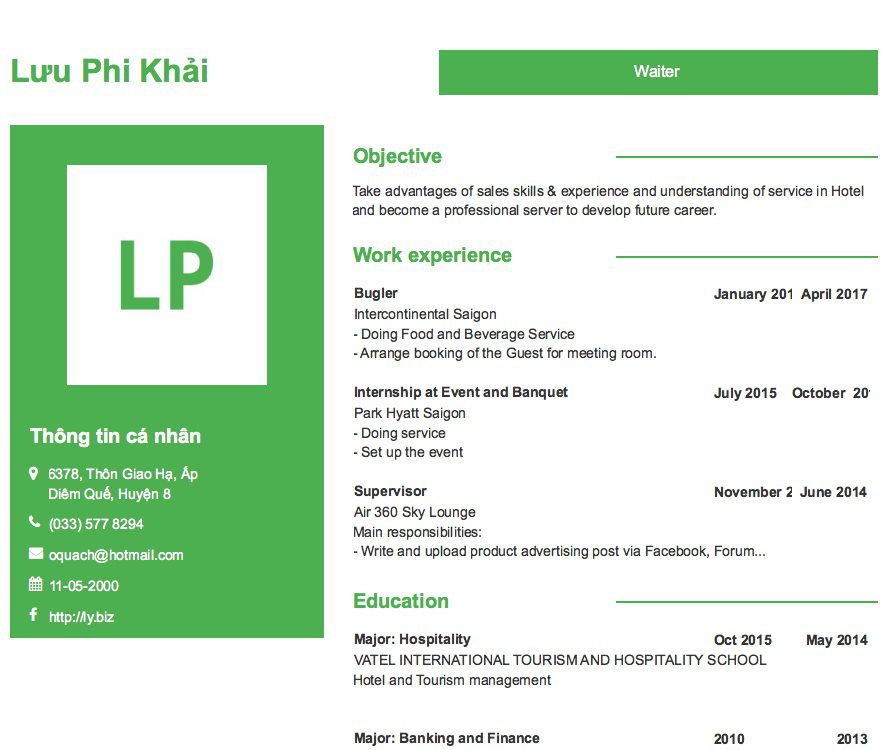 Lưu Phi Khải
Waiter
LP
Thông tin cá nhân
6378, Thôn Giao Hạ, Ấp
Diêm Quế, Huyện 8
(033) 577 8294
oquach@hotmail.com
11-05-2000
http://ly.biz
Objective
Take advantages of sales skills & experience and understanding of service in Hotel
and become a professional server to develop future career.
Work experience
Bugler January 201 April 2017
Intercontinental Saigon
- Doing Food and Beverage Service
- Arrange booking of the Guest for meeting room.
Internship at Event and Banquet July 2015 October 20
Park Hyatt Saigon
- Doing service
- Set up the event
Supervisor November 2 June 2014
Air 360 Sky Lounge
Main responsibilities:
- Write and upload product advertising post via Facebook, Forum...
Education
Major: Hospitality Oct 2015 May 2014
VATEL INTERNATIONAL TOURISM AND HOSPITALITY SCHOOL
Hotel and Tourism management
Major: Banking and Finance 2010 2013